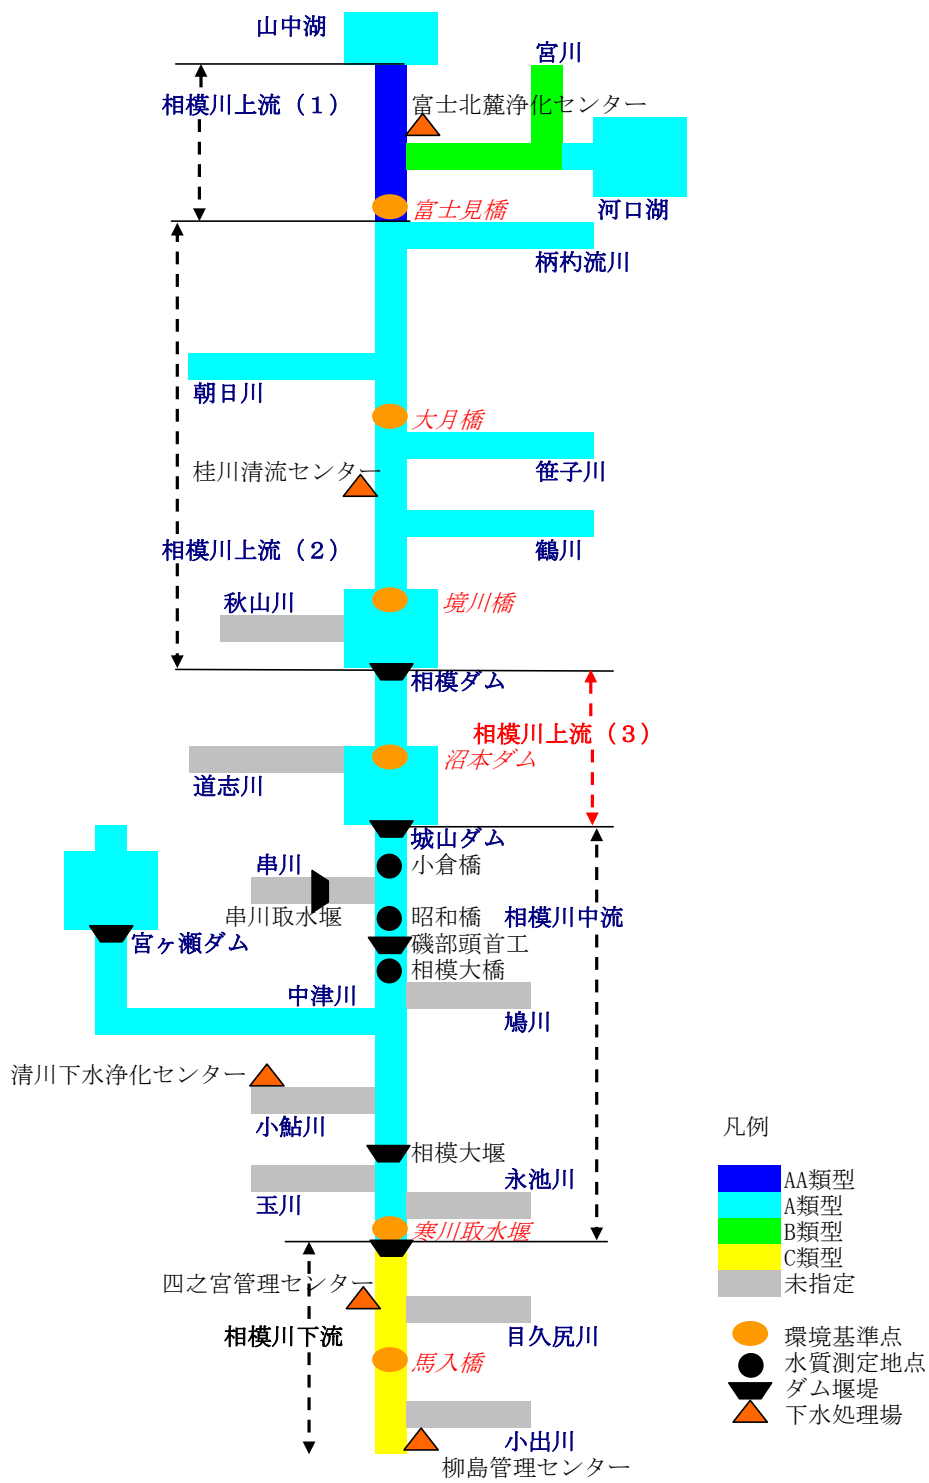 山中湖
宮川
相模川上流（１）
富士北麓浄化センター
富士見橋
河口湖
柄杓流川
朝日川
大月橋
桂川清流センター
笹子川
相模川上流（２）
鶴川
秋山川
境川橋
相模ダム
相模川上流（３）
沼本ダム
道志川
城山ダム
串川
小倉橋
串川取水堰
昭和橋
相模川中流
宮ヶ瀬ダム
磯部頭首工
相模大橋
中津川
鳩川
清川下水浄化センター
小鮎川
相模大堰
永池川
玉川
寒川取水堰
四之宮管理センター
相模川下流
目久尻川
馬入橋
小出川
柳島管理センター
凡例
AA類型
A類型
B類型
C類型
未指定
環境基準点
水質測定地点
ダム堰堤
下水処理場